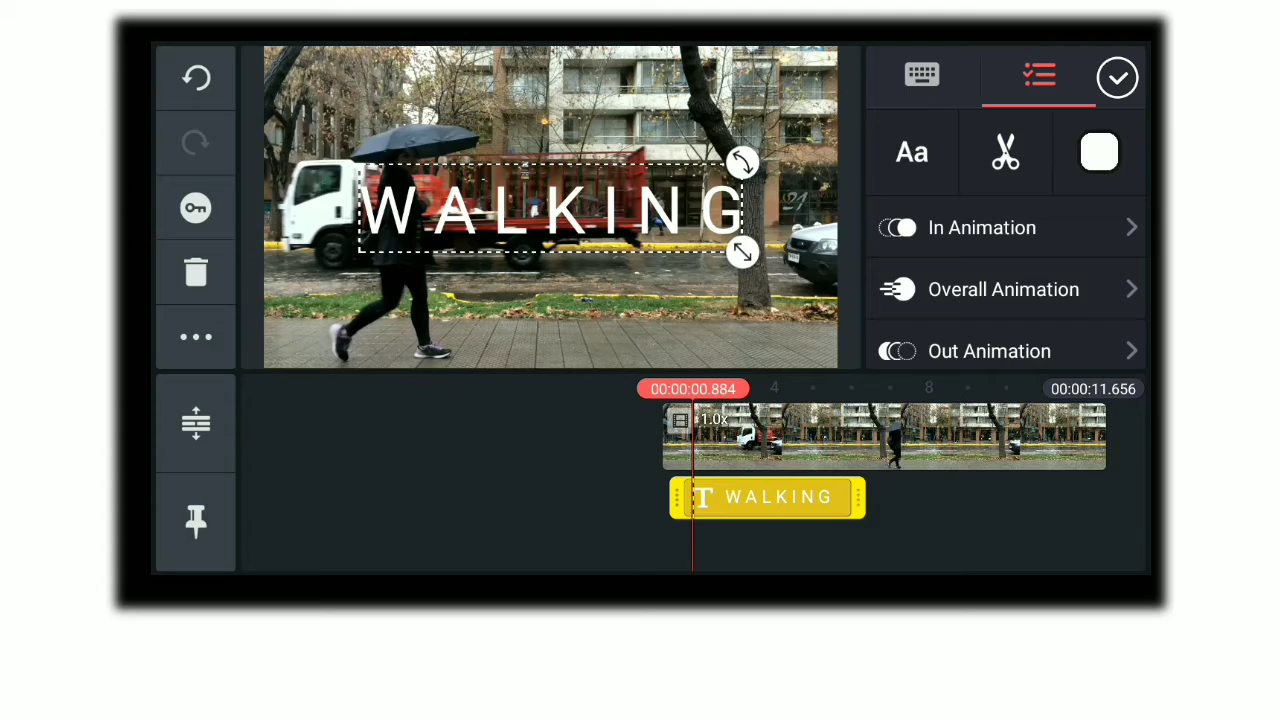 WALKING
Aa
In Animation
Overall Animation
Out Animation
00:00:00.884
4
8
00:00:11.656
1.0x
T WALKING